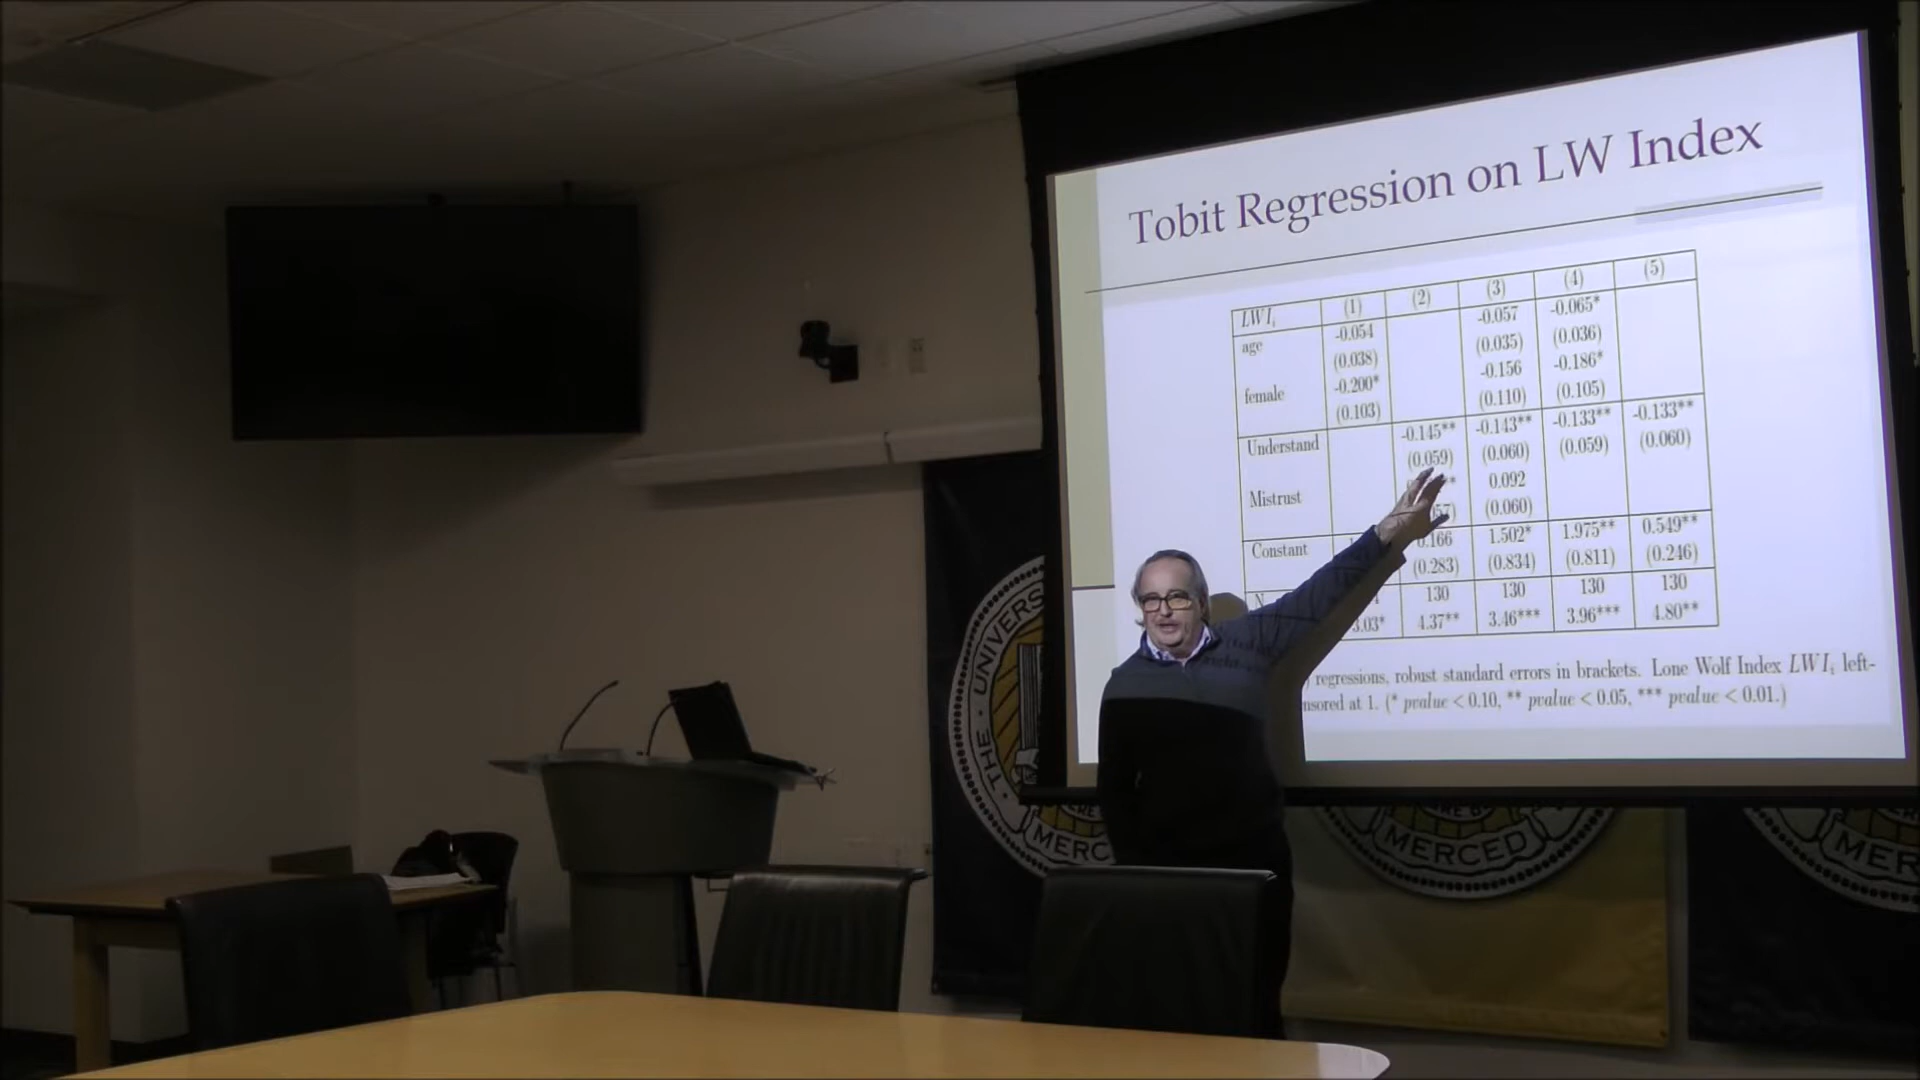 Tobit Regression on LW Index
LWI_i (1) (2) (3) (4) (5)
age -0.054 -0.057 -0.065*
(0.038) (0.035) (0.036)
female -0.200* -0.156 -0.186*
(0.103) (0.110) (0.105)
Understand -0.145** -0.143** -0.133** -0.133**
(0.059) (0.060) (0.059) (0.060)
Mistrust 0.092
(0.060)
Constant 0.166 1.502* 1.975** 0.549**
(0.283) (0.834) (0.811) (0.246)
N 130 130 130 130
3.03* 4.37** 3.46*** 3.96*** 4.80**
regressions, robust standard errors in brackets. Lone Wolf Index LWI_i left-
at 1. (* pvalue < 0.10, ** pvalue < 0.05, *** pvalue < 0.01.)
THE
MERCED
MERCED